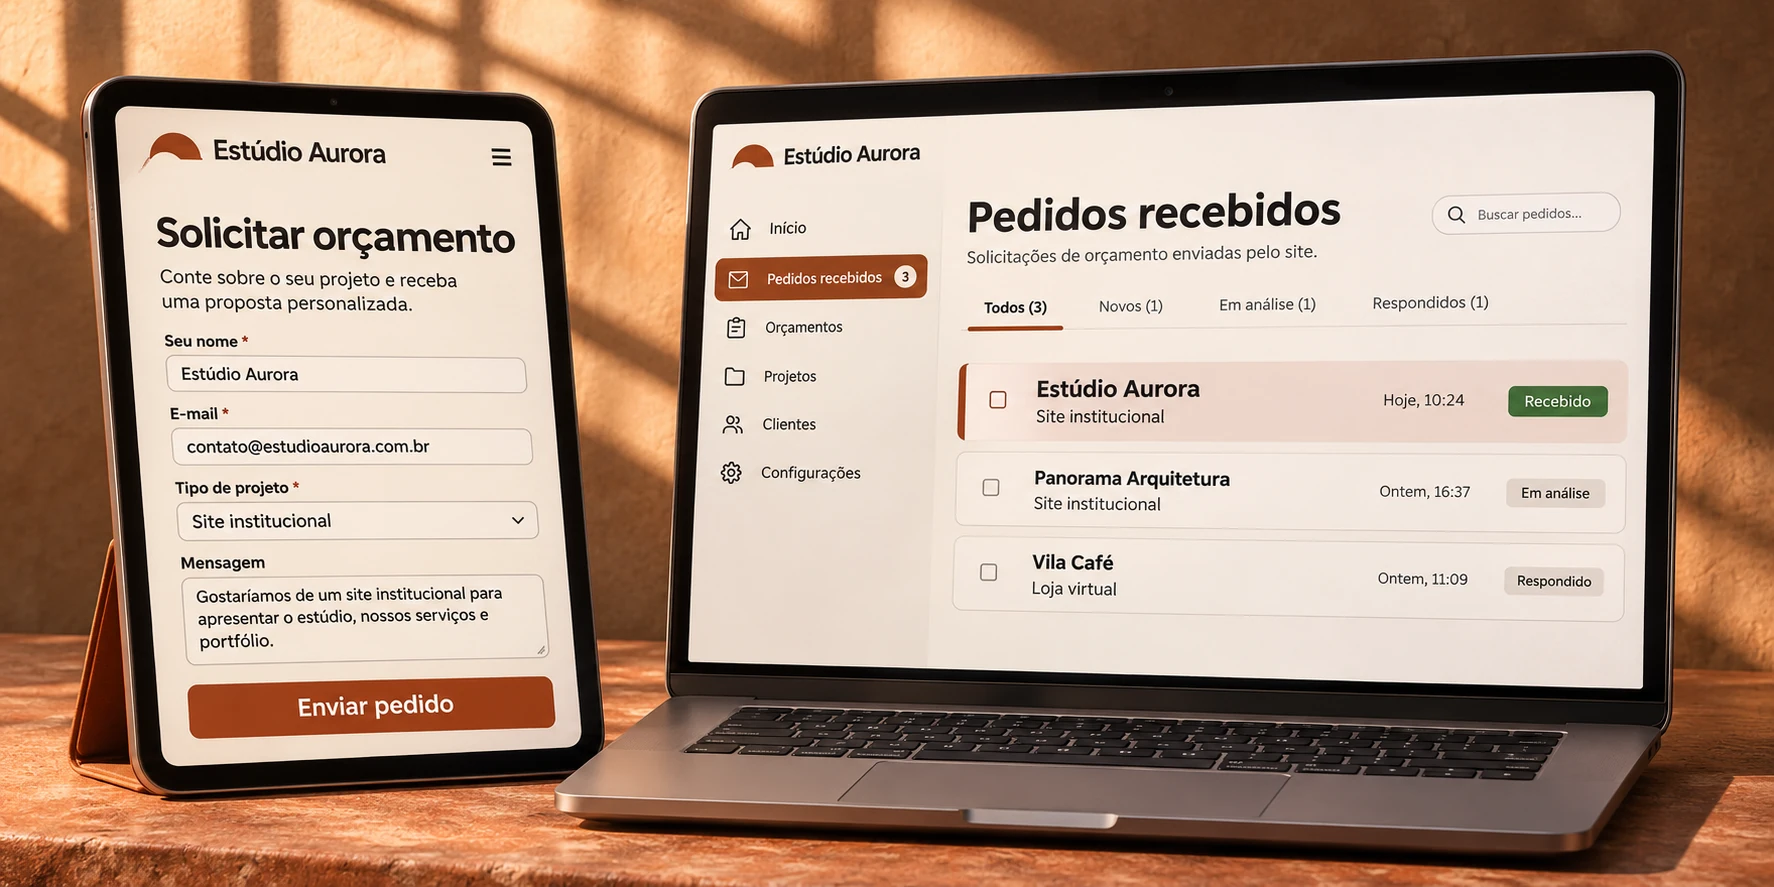 Estúdio Aurora
Solicitar orçamento
Conte sobre o seu projeto e receba
uma proposta personalizada.
Seu nome *
Estúdio Aurora
E-mail *
contato@estudioaurora.com.br
Tipo de projeto *
Site institucional
Mensagem
Gostaríamos de um site institucional para
apresentar o estúdio, nossos serviços e
portfólio.
Enviar pedido
Estúdio Aurora
Início
Pedidos recebidos 3
Orçamentos
Projetos
Clientes
Configurações
Pedidos recebidos
Buscar pedidos...
Solicitações de orçamento enviadas pelo site.
Todos (3) Novos (1) Em análise (1) Respondidos (1)
Estúdio Aurora
Site institucional
Hoje, 10:24
Recebido
Panorama Arquitetura
Site institucional
Ontem, 16:37
Em análise
Vila Café
Loja virtual
Ontem, 11:09
Respondido